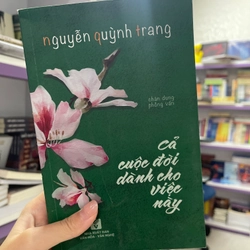 nguyễn quỳnh trang
chân dung
phỏng vấn
Cả
cuộc đời
dành cho
việc
này